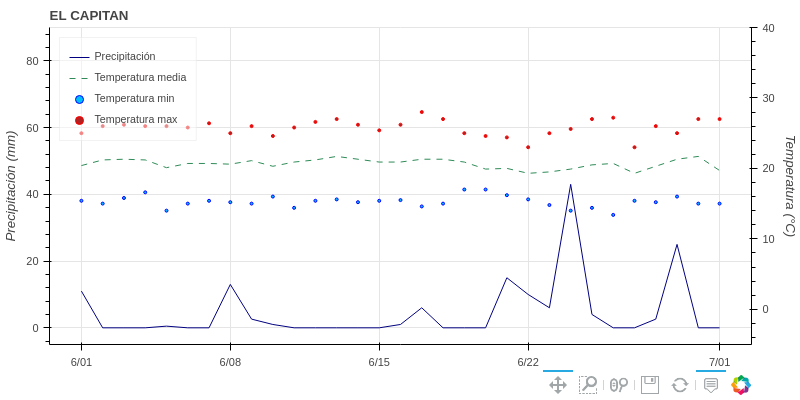 EL CAPITAN
Precipitación
Temperatura media
Temperatura min
Temperatura max
80
60
40
20
0
Precipitación (mm)
40
30
20
10
0
Temperatura (°C)
6/01
6/08
6/15
6/22
7/01